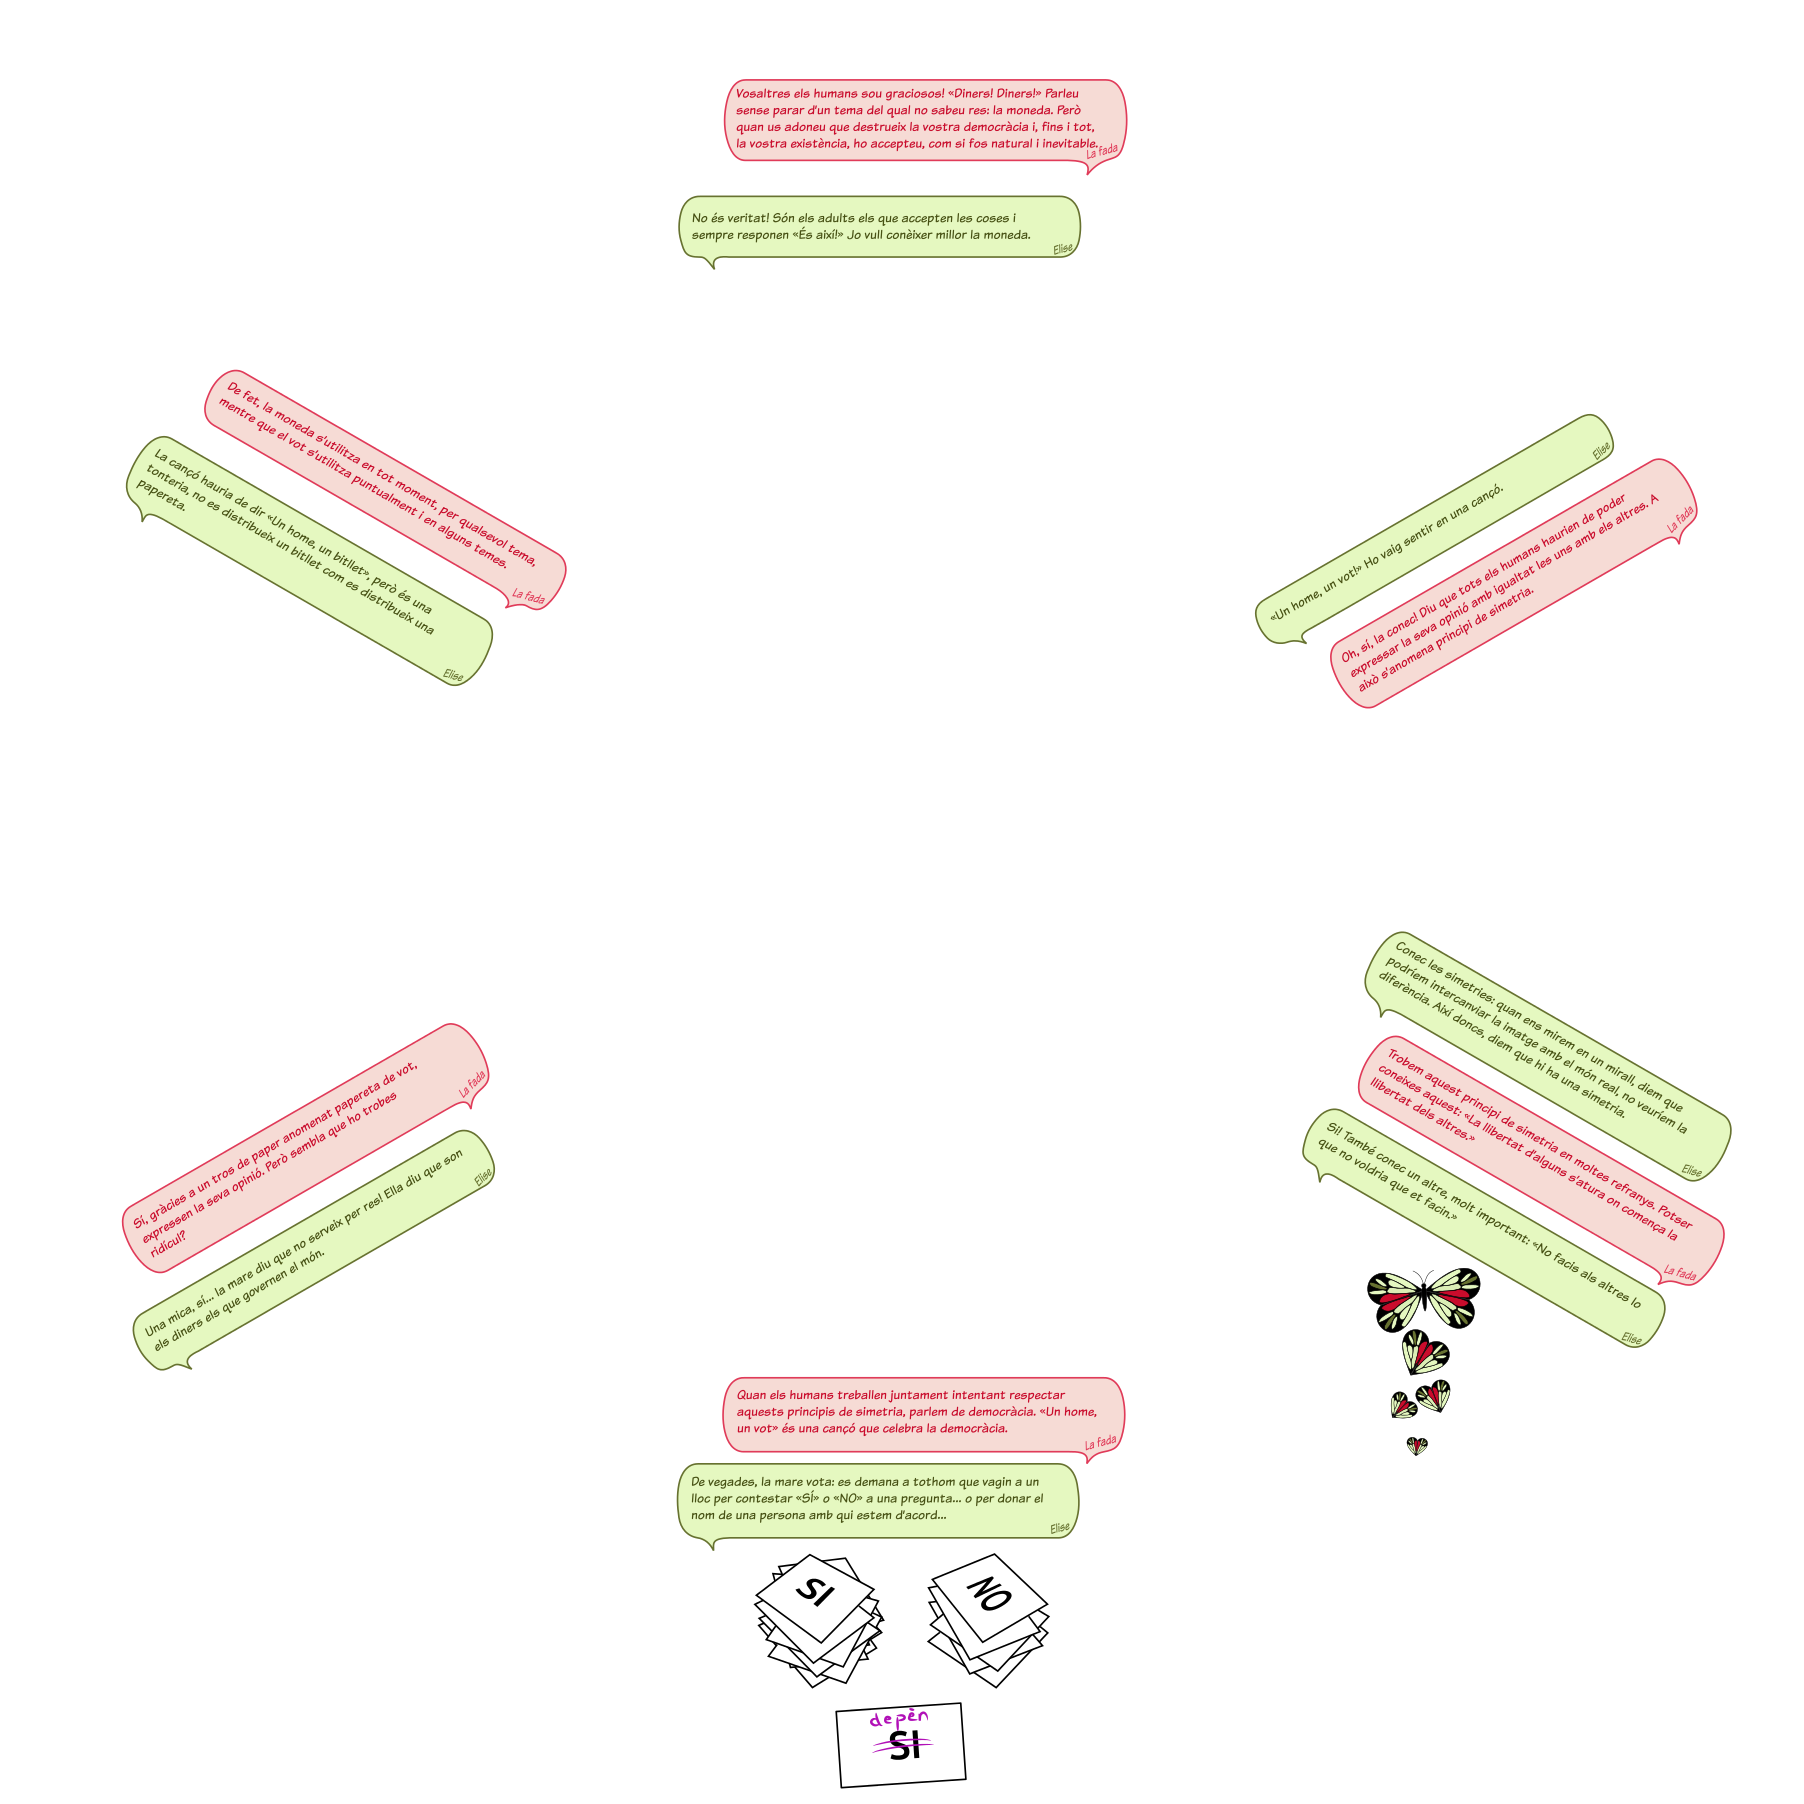 Vosaltres els humans sou graciosos! «Diners! Diners!» Parleu
sense parar d'un tema del qual no sabeu res: la moneda. Però
quan us adoneu que destrueix la vostra democràcia i, fins i tot,
la vostra existència, ho accepteu, com si fos natural i inevitable.
La fada
No és veritat! Són els adults els que accepten les coses i
sempre responen «És així!» Jo vull conèixer millor la moneda.
Elise
«Un home, un vot!» Ho vaig sentir en una cançó.
Elise
Oh, sí, la conec! Diu que tots els humans haurien de poder
expressar la seva opinió amb igualtat les uns amb els altres. A
això s'anomena principi de simetria.
La fada
Conec les simetries: quan ens mirem en un mirall, diem que
podríem intercanviar la imatge amb el món real, no veuríem la
diferència. Així doncs, diem que hi ha una simetria.
Elise
Trobem aquest principi de simetria en moltes refranys. Potser
coneixes aquest: «La llibertat d'alguns s'atura on comença la
llibertat dels altres.»
La fada
Si! També conec un altre, molt important: «No facis als altres lo
que no voldria que et facin.»
Elise
Quan els humans treballen juntament intentant respectar
aquests principis de simetria, parlem de democràcia. «Un home,
un vot» és una cançó que celebra la democràcia.
La fada
De vegades, la mare vota: es demana a tothom que vagin a un
lloc per contestar «SÍ» o «NO» a una pregunta... o per donar el
nom de una persona amb qui estem d'acord...
Elise
SI
NO
depèn
SI
Sí, gràcies a un tros de paper anomenat papereta de vot,
expressen la seva opinió. Però sembla que ho trobes
ridícul?
La fada
Una mica, sí... la mare diu que no serveix per res! Ella diu que son
els diners els que governen el món.
Elise
De fet, la moneda s'utilitza en tot moment, per qualsevol tema,
mentre que el vot s'utilitza puntualment i en alguns temes.
La fada
La cançó hauria de dir «Un home, un bitllet», però és una
tonteria, no es distribueix un bitllet com es distribueix una
papereta.
Elise